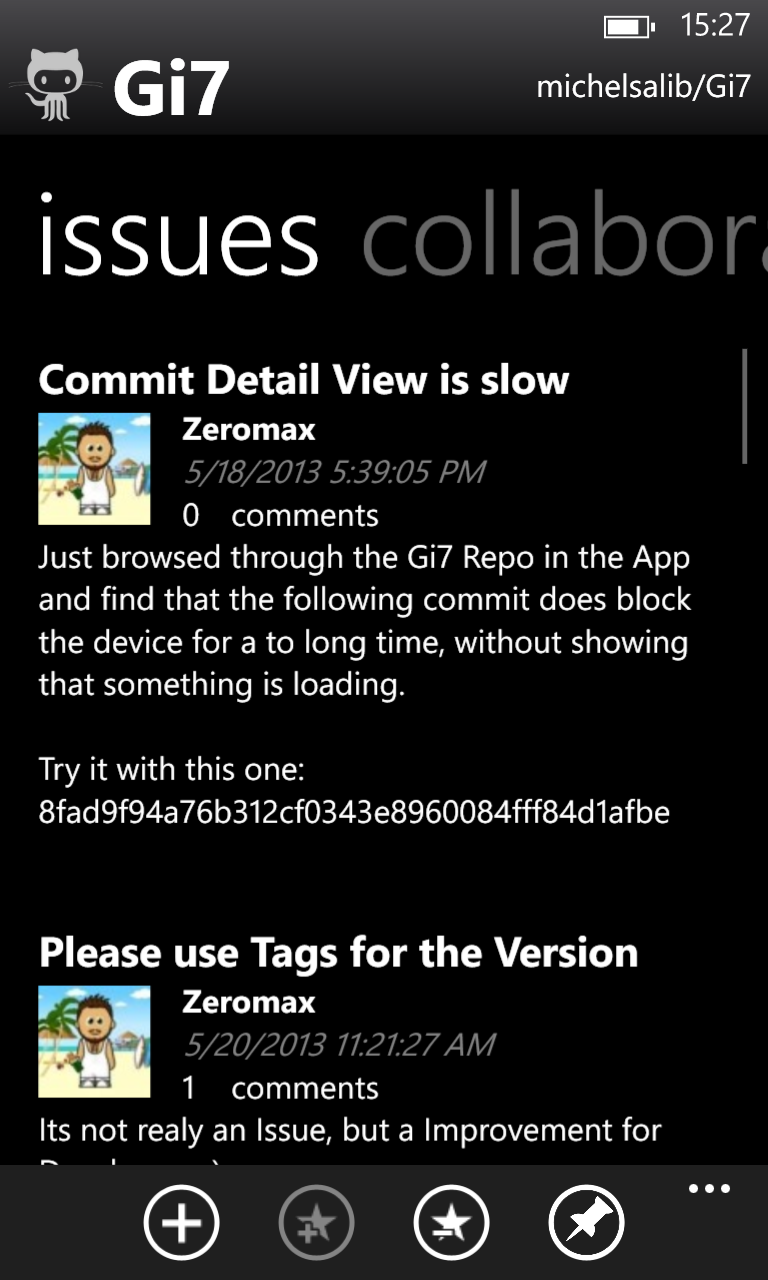 15:27
Gi7
michelsalib/Gi7
issues collabora
Commit Detail View is slow
Zeromax
5/18/2013 5:39:05 PM
0 comments
Just browsed through the Gi7 Repo in the App
and find that the following commit does block
the device for a to long time, without showing
that something is loading.
Try it with this one:
8fad9f94a76b312cf0343e8960084fff84d1afbe
Please use Tags for the Version
Zeromax
5/20/2013 11:21:27 AM
1 comments
Its not realy an Issue, but a Improvement for